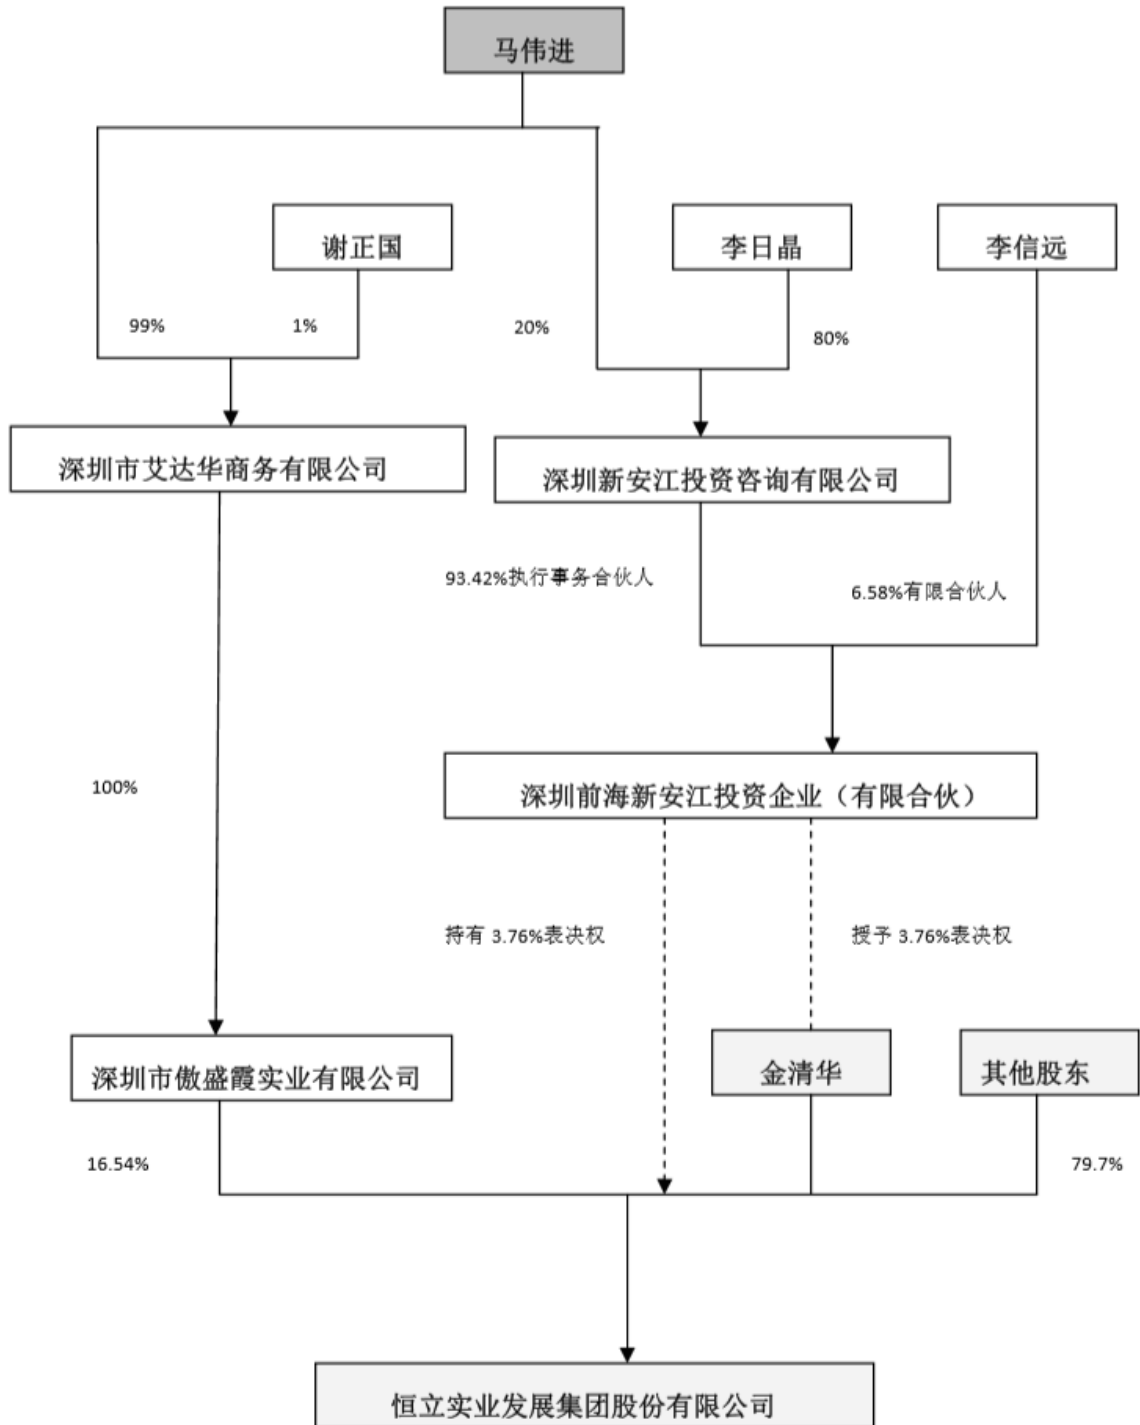 马伟进
谢正国
李日晶
李信远
99%
1%
20%
80%
深圳市艾达华商务有限公司
深圳新安江投资咨询有限公司
93.42%执行事务合伙人
6.58%有限合伙人
100%
深圳前海新安江投资企业（有限合伙）
持有 3.76%表决权
授予 3.76%表决权
深圳市傲盛霞实业有限公司
金清华
其他股东
16.54%
79.7%
恒立实业发展集团股份有限公司